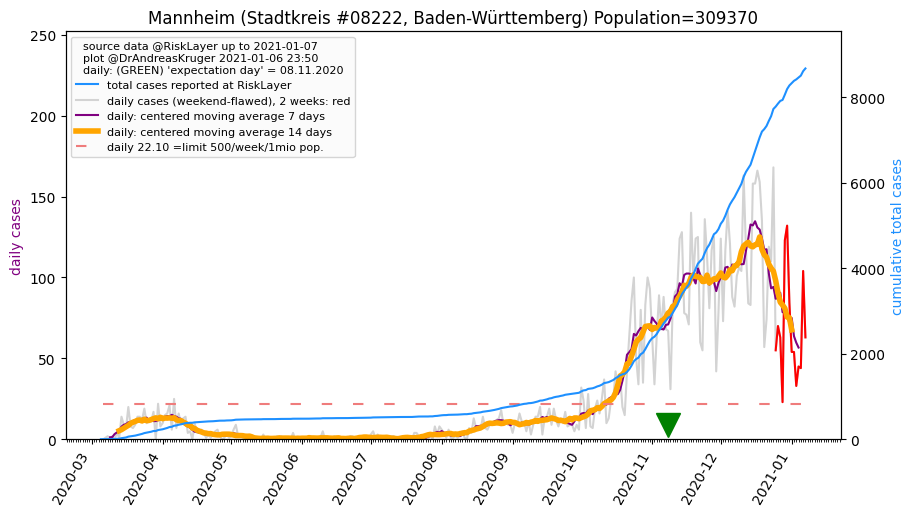 Mannheim (Stadtkreis #08222, Baden-Württemberg) Population=309370
source data @RiskLayer up to 2021-01-07
plot @DrAndreasKruger 2021-01-06 23:50
daily: (GREEN) 'expectation day' = 08.11.2020
total cases reported at RiskLayer
daily cases (weekend-flawed), 2 weeks: red
daily: centered moving average 7 days
daily: centered moving average 14 days
daily 22.10 =limit 500/week/1mio pop.
daily cases
250
200
150
100
50
0
cumulative total cases
8000
6000
4000
2000
0
2020-03
2020-04
2020-05
2020-06
2020-07
2020-08
2020-09
2020-10
2020-11
2020-12
2021-01